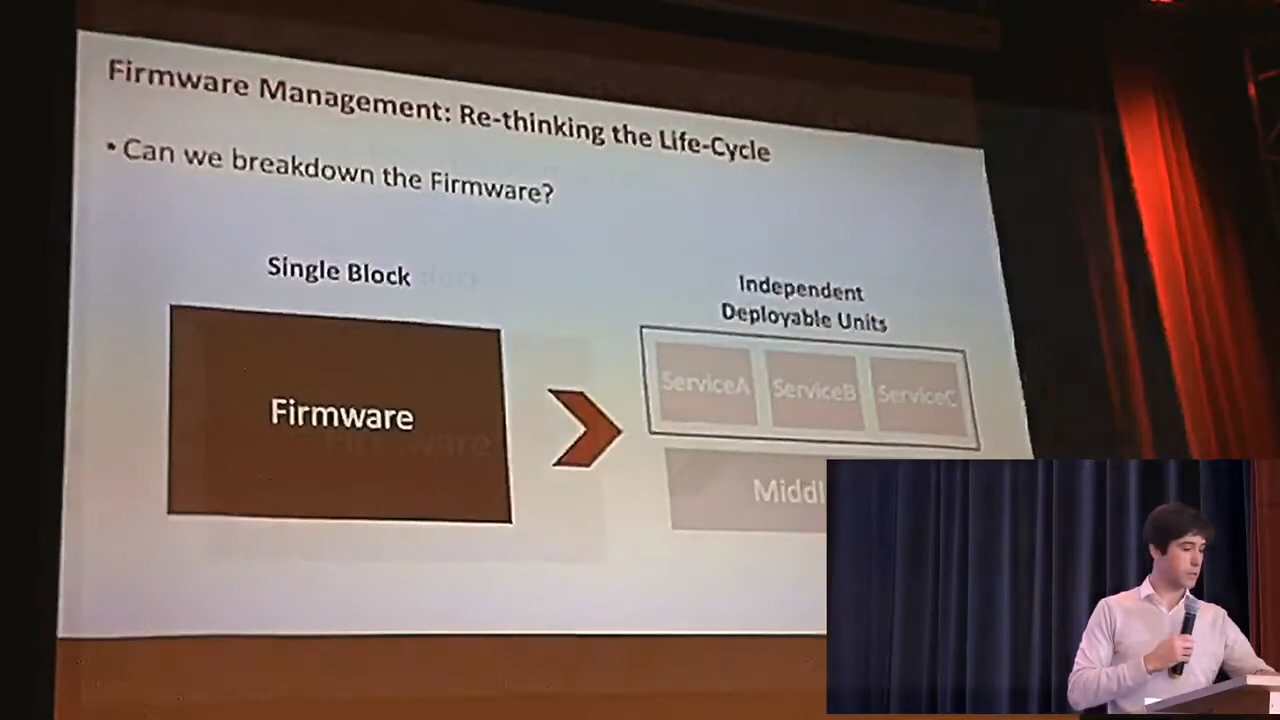 Firmware Management: Re-thinking the Life-Cycle
• Can we breakdown the Firmware?
Single Block
Firmware
Independent
Deployable Units
ServiceA ServiceB ServiceC
Middl